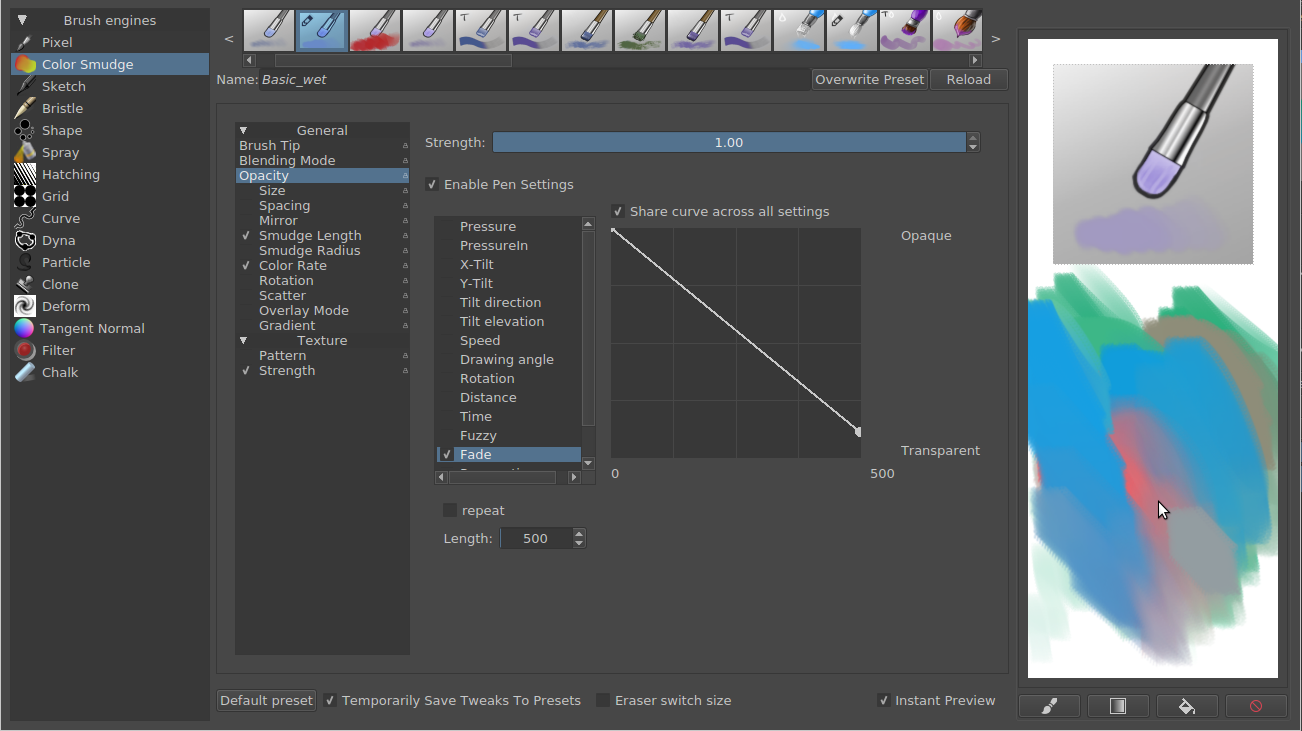 Brush engines
Pixel
Color Smudge
Sketch
Bristle
Shape
Spray
Hatching
Grid
Curve
Dyna
Particle
Clone
Deform
Tangent Normal
Filter
Chalk
<
>
Name: Basic_wet
Overwrite Preset
Reload
General
Brush Tip
Blending Mode
Opacity
Size
Spacing
Mirror
Smudge Length
Smudge Radius
Color Rate
Rotation
Scatter
Overlay Mode
Gradient
Texture
Pattern
Strength
Strength: 1.00
Enable Pen Settings
Pressure
PressureIn
X-Tilt
Y-Tilt
Tilt direction
Tilt elevation
Speed
Drawing angle
Rotation
Distance
Time
Fuzzy
Fade
Share curve across all settings
Opaque
Transparent
0
500
repeat
Length: 500
Default preset
Temporarily Save Tweaks To Presets
Eraser switch size
Instant Preview